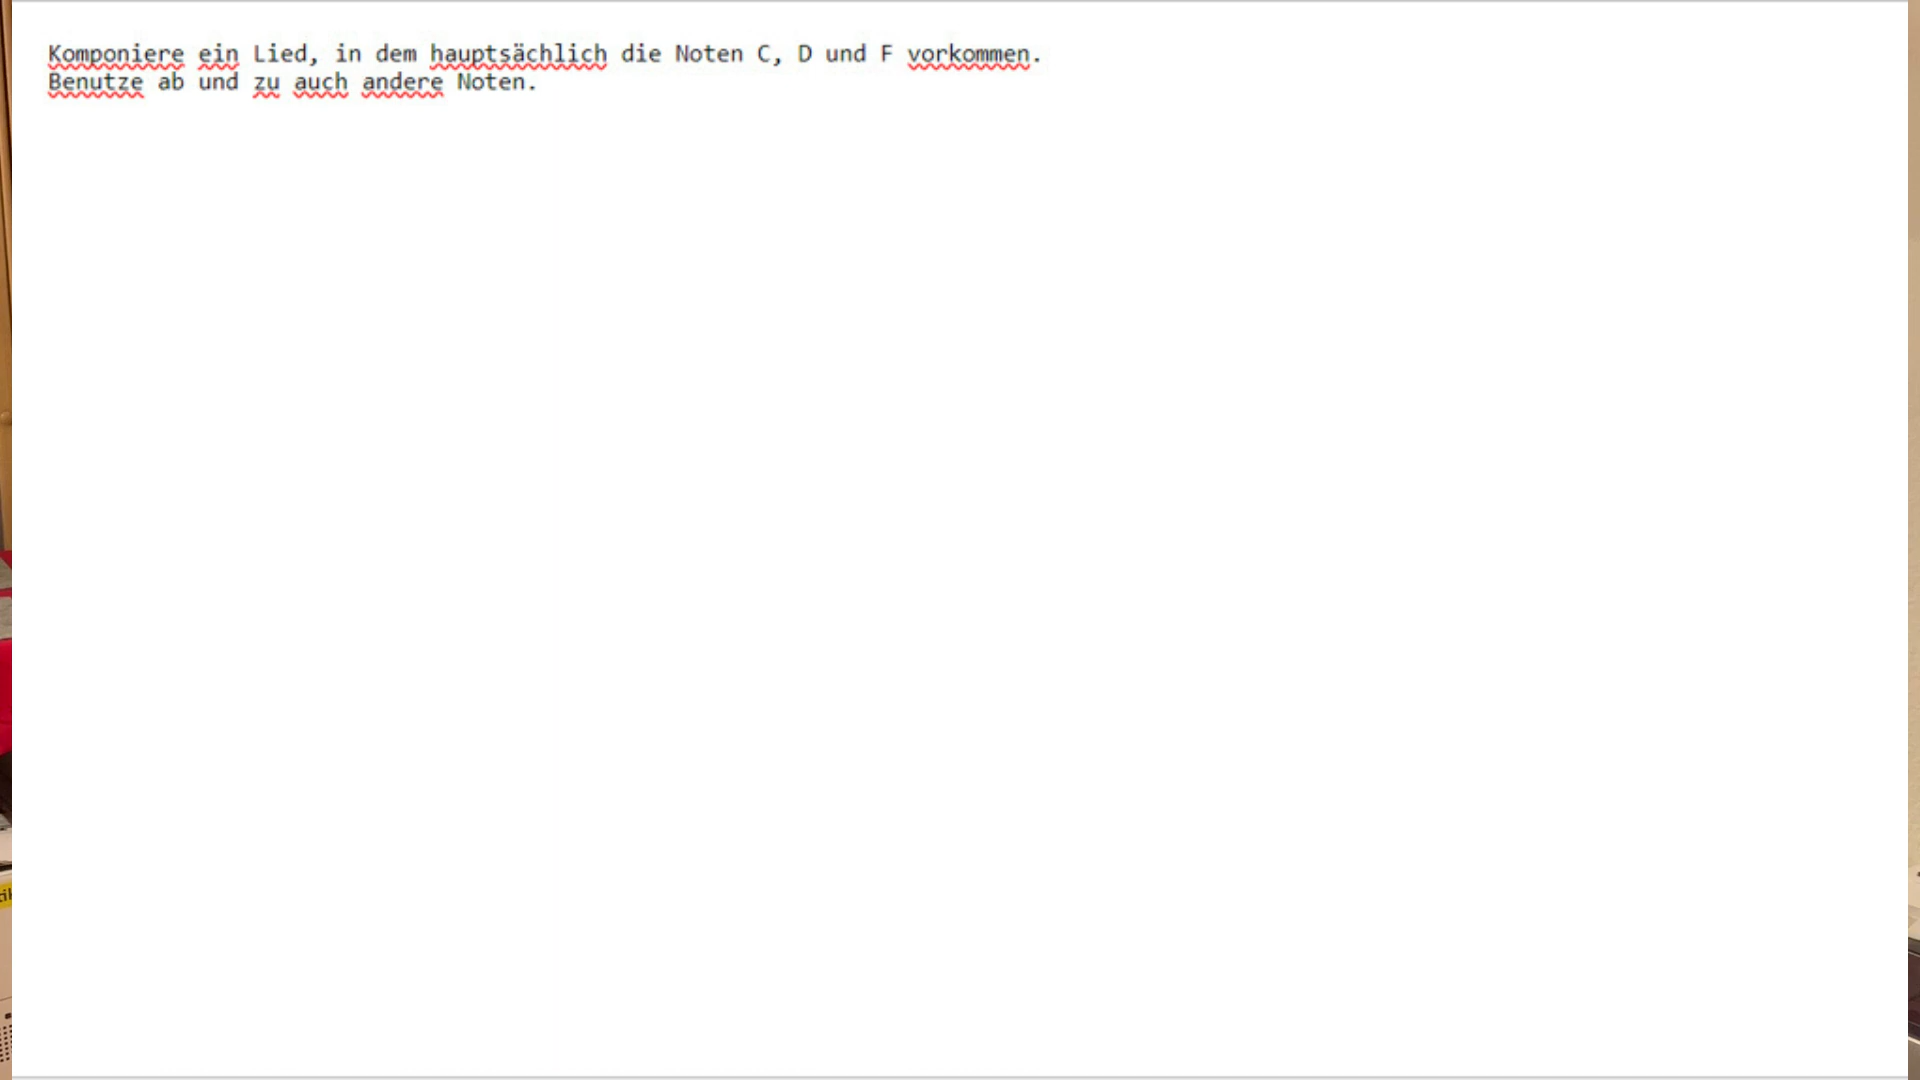 Komponiere ein Lied, in dem hauptsächlich die Noten C, D und F vorkommen.
Benutze ab und zu auch andere Noten.